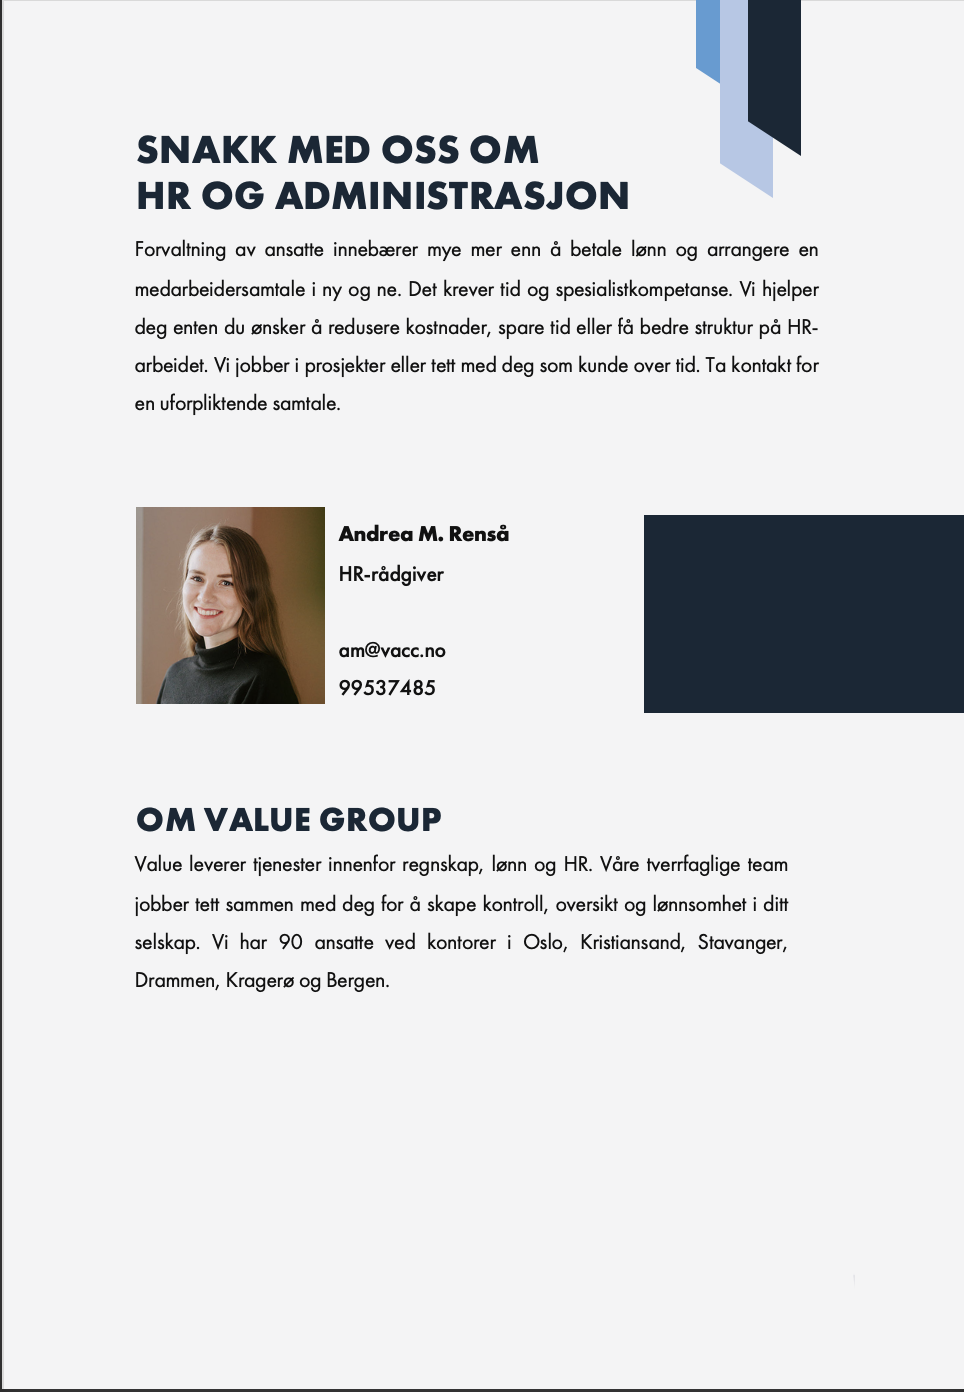 SNAKK MED OSS OM
HR OG ADMINISTRASJON
Forvaltning av ansatte innebærer mye mer enn å betale lønn og arrangere en
medarbeidersamtale i ny og ne. Det krever tid og spesialistkompetanse. Vi hjelper
deg enten du ønsker å redusere kostnader, spare tid eller få bedre struktur på HR-
arbeidet. Vi jobber i prosjekter eller tett med deg som kunde over tid. Ta kontakt for
en uforpliktende samtale.
Andrea M. Renså
HR-rådgiver
am@vacc.no
99537485
OM VALUE GROUP
Value leverer tjenester innenfor regnskap, lønn og HR. Våre tverrfaglige team
jobber tett sammen med deg for å skape kontroll, oversikt og lønnsomhet i ditt
selskap. Vi har 90 ansatte ved kontorer i Oslo, Kristiansand, Stavanger,
Drammen, Kragerø og Bergen.